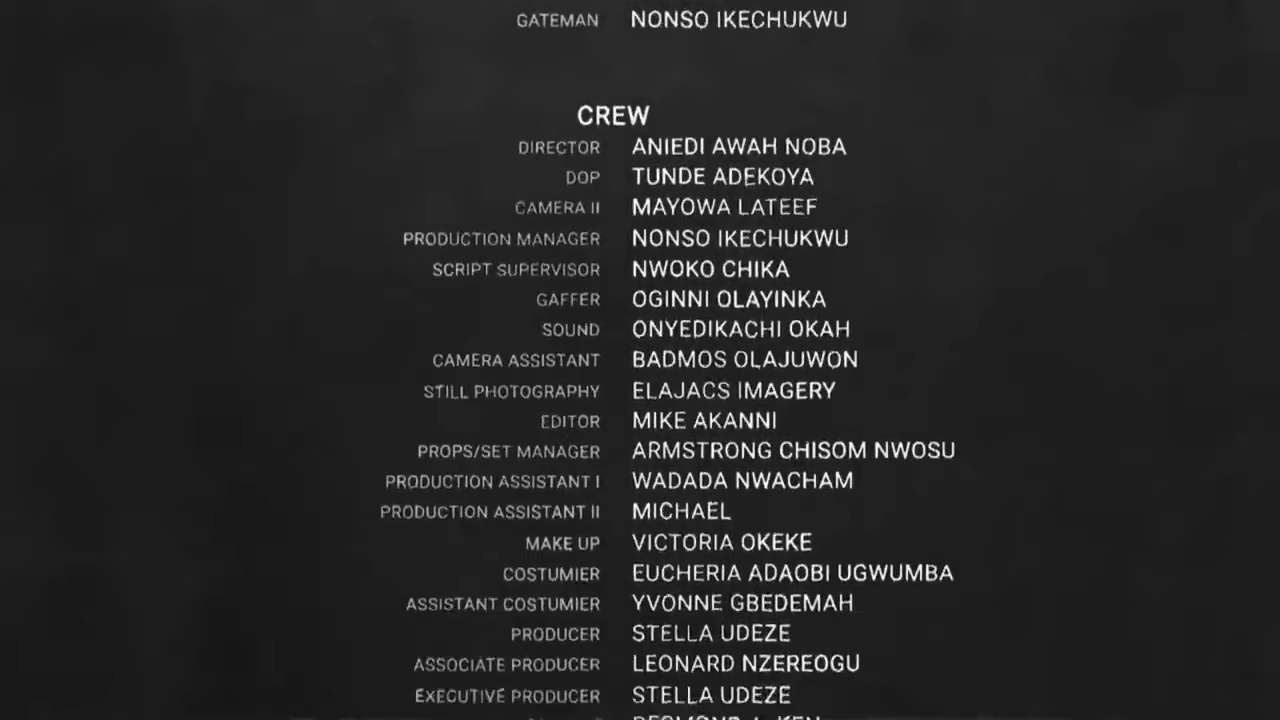 GATEMAN NONSO IKECHUKWU
CREW
DIRECTOR ANIEDI AWAH NOBA
DOP TUNDE ADEKOYA
CAMERA II MAYOWA LATEEF
PRODUCTION MANAGER NONSO IKECHUKWU
SCRIPT SUPERVISOR NWOKO CHIKA
GAFFER OGINNI OLAYINKA
SOUND ONYEDIKACHI OKAH
CAMERA ASSISTANT BADMOS OLAJUWON
STILL PHOTOGRAPHY ELAJACS IMAGERY
EDITOR MIKE AKANNI
PROPS/SET MANAGER ARMSTRONG CHISOM NWOSU
PRODUCTION ASSISTANT I WADADA NWACHAM
PRODUCTION ASSISTANT II MICHAEL
MAKE UP VICTORIA OKEKE
COSTUMIER EUCHERIA ADAOBI UGWUMBA
ASSISTANT COSTUMIER YVONNE GBEDEMAH
PRODUCER STELLA UDEZE
ASSOCIATE PRODUCER LEONARD NZEREOGU
EXECUTIVE PRODUCER STELLA UDEZE